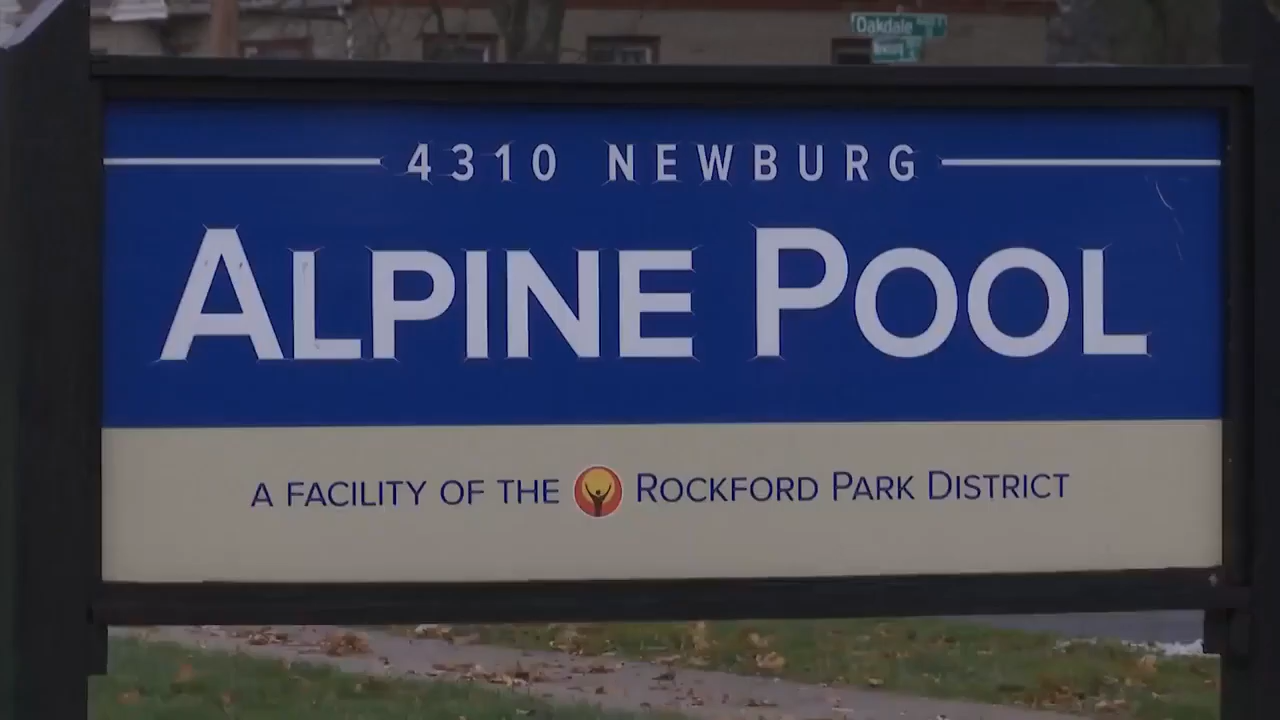 Oakdale
4310 NEWBURG
ALPINE POOL
A FACILITY OF THE ROCKFORD PARK DISTRICT